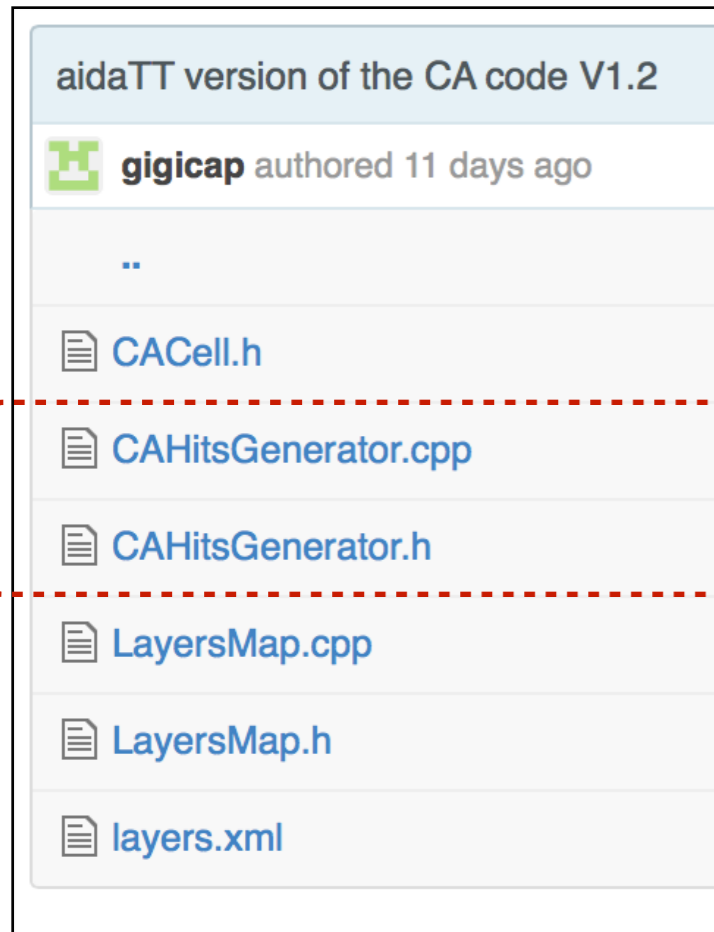 aidaTT version of the CA code V1.2
gigicap authored 11 days ago
..
CACell.h
CAHitsGenerator.cpp
CAHitsGenerator.h
LayersMap.cpp
LayersMap.h
layers.xml